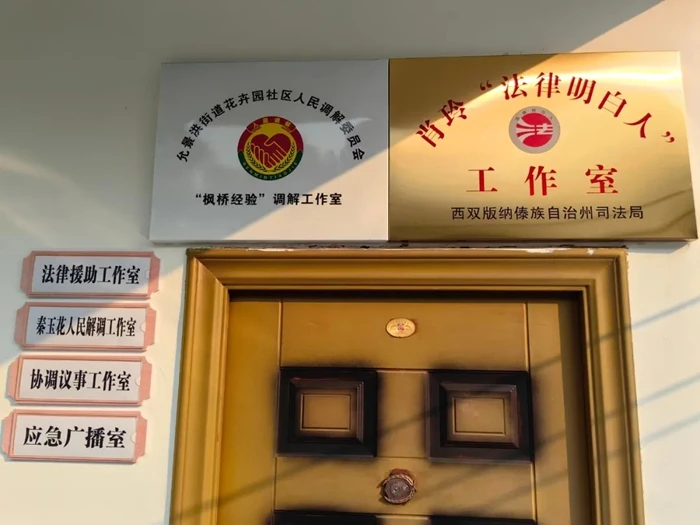 允景洪街道花卉园社区人民调解委员会
“枫桥经验”调解工作室
肖玲“法律明白人”
工作室
西双版纳傣族自治州司法局
法律援助工作室
秦玉花人民解调工作室
协调议事工作室
应急广播室